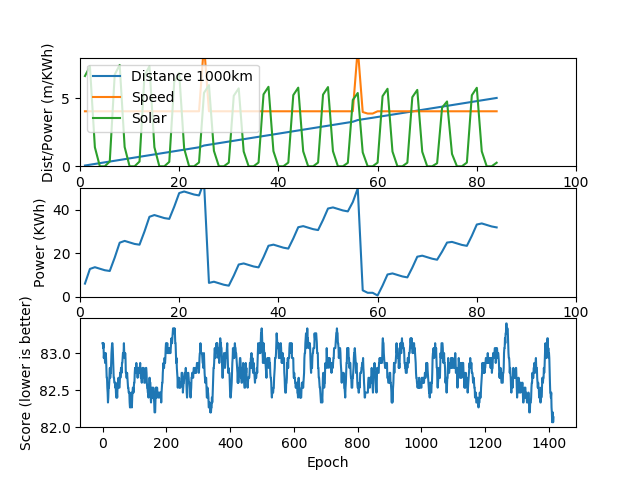 Dist/Power (m/KWh)
5
0
Distance 1000km
Speed
Solar
0 20 40 60 80 100
Power (KWh)
40
20
0
0 20 40 60 80 100
Score (lower is better)
83.0
82.5
82.0
0 200 400 600 800 1000 1200 1400
Epoch